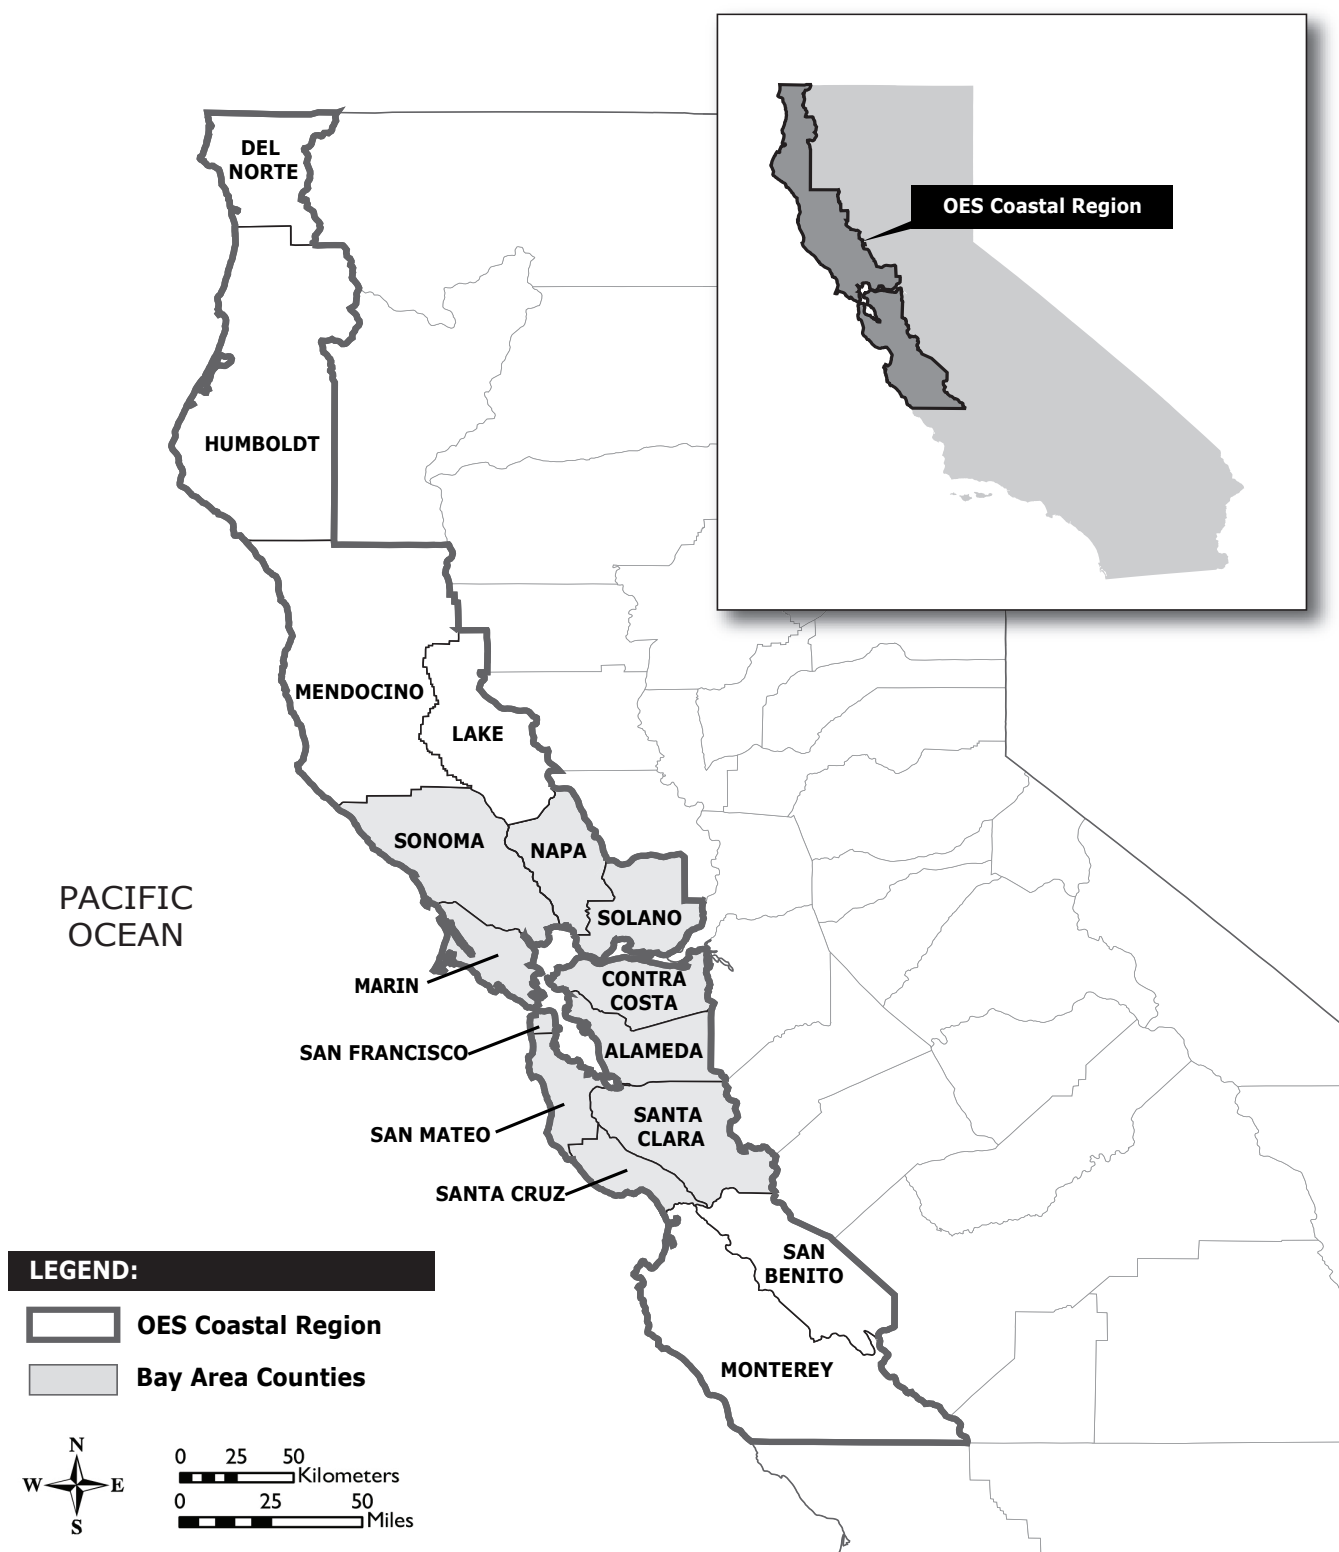 OES Coastal Region
DEL
NORTE
HUMBOLDT
MENDOCINO
LAKE
SONOMA
NAPA
SOLANO
PACIFIC
OCEAN
MARIN
CONTRA
COSTA
SAN FRANCISCO
ALAMEDA
SAN MATEO
SANTA
CLARA
SANTA CRUZ
SAN
BENITO
MONTEREY
LEGEND:
OES Coastal Region
Bay Area Counties
N
W E
S
0 25 50
Kilometers
0 25 50
Miles